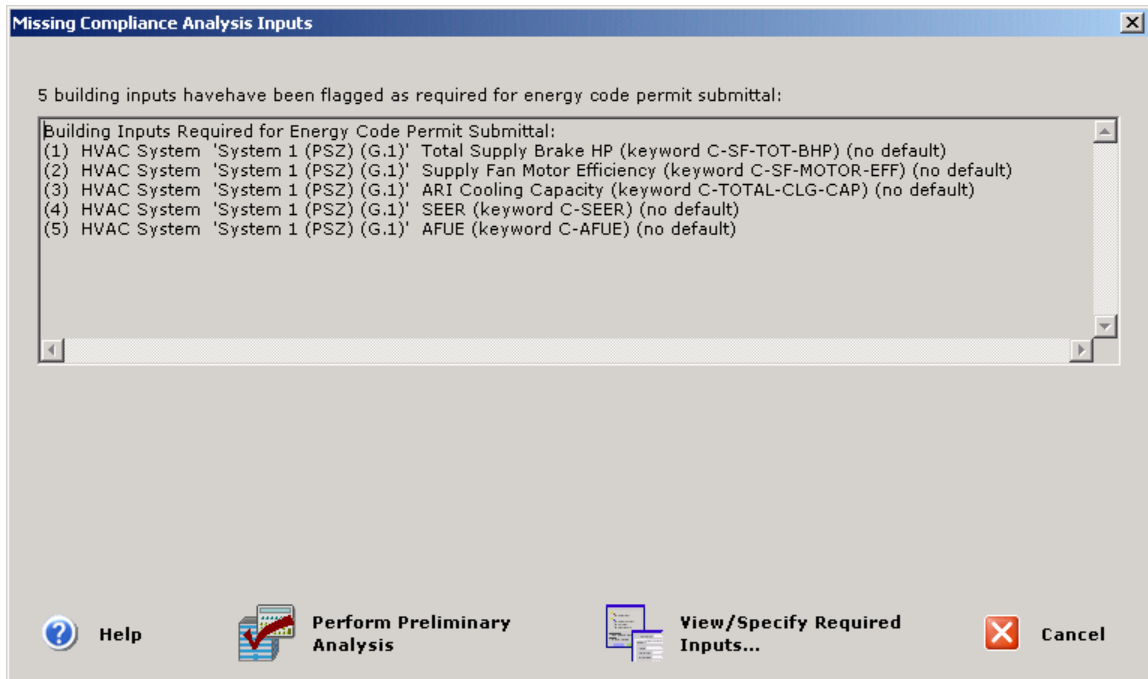 Missing Compliance Analysis Inputs
5 building inputs havehave been flagged as required for energy code permit submittal:
Building Inputs Required for Energy Code Permit Submittal:
(1) HVAC System 'System 1 (PSZ) (G.1)' Total Supply Brake HP (keyword C-SF-TOT-BHP) (no default)
(2) HVAC System 'System 1 (PSZ) (G.1)' Supply Fan Motor Efficiency (keyword C-SF-MOTOR-EFF) (no default)
(3) HVAC System 'System 1 (PSZ) (G.1)' ARI Cooling Capacity (keyword C-TOTAL-CLG-CAP) (no default)
(4) HVAC System 'System 1 (PSZ) (G.1)' SEER (keyword C-SEER) (no default)
(5) HVAC System 'System 1 (PSZ) (G.1)' AFUE (keyword C-AFUE) (no default)
Help
Perform Preliminary
Analysis
View/Specify Required
Inputs...
Cancel